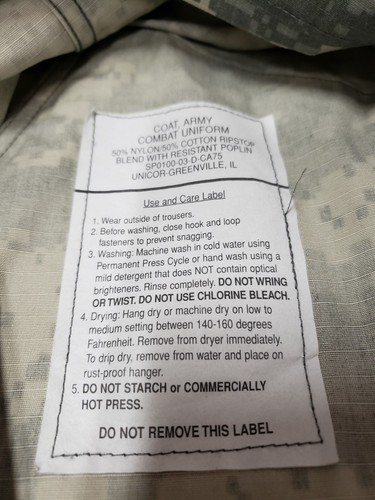 COAT, ARMY
COMBAT UNIFORM
50% NYLON/50% COTTON RIPSTOP
BLEND WITH RESISTANT POPLIN
SP0100-03-D-CA75
UNICOR-GREENVILLE, IL
Use and Care Label
1. Wear outside of trousers.
2. Before washing, close hook and loop
fasteners to prevent snagging.
3. Washing: Machine wash in cold water using
Permanent Press Cycle or hand wash using a
mild detergent that does NOT contain optical
brighteners. Rinse completely. DO NOT WRING
OR TWIST. DO NOT USE CHLORINE BLEACH.
4. Drying: Hang dry or machine dry on low to
medium setting between 140-160 degrees
Fahrenheit. Remove from dryer immediately.
To drip dry, remove from water and place on
rust-proof hanger.
5. DO NOT STARCH or COMMERCIALLY
HOT PRESS.
DO NOT REMOVE THIS LABEL